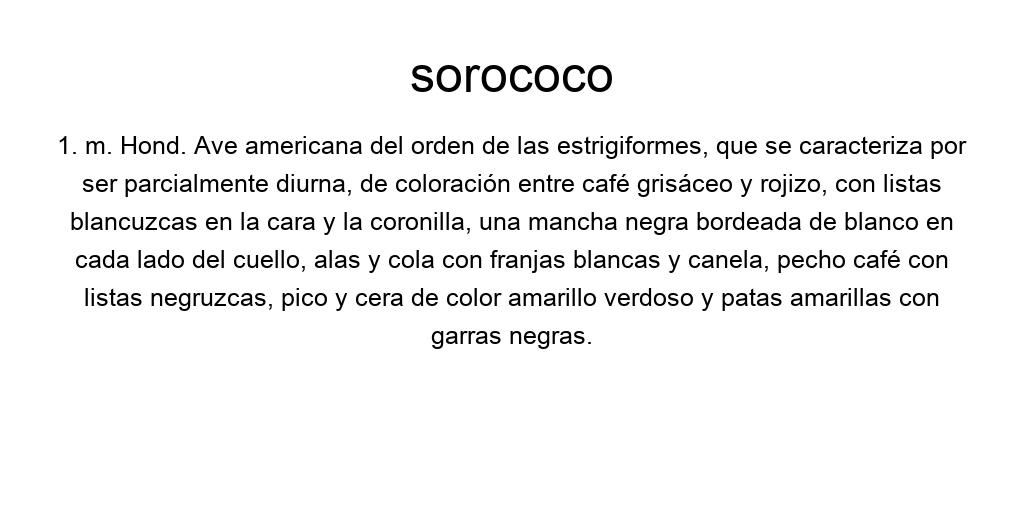 sorococo
1. m. Hond. Ave americana del orden de las estrigiformes, que se caracteriza por
ser parcialmente diurna, de coloración entre café grisáceo y rojizo, con listas
blancuzcas en la cara y la coronilla, una mancha negra bordeada de blanco en
cada lado del cuello, alas y cola con franjas blancas y canela, pecho café con
listas negruzcas, pico y cera de color amarillo verdoso y patas amarillas con
garras negras.